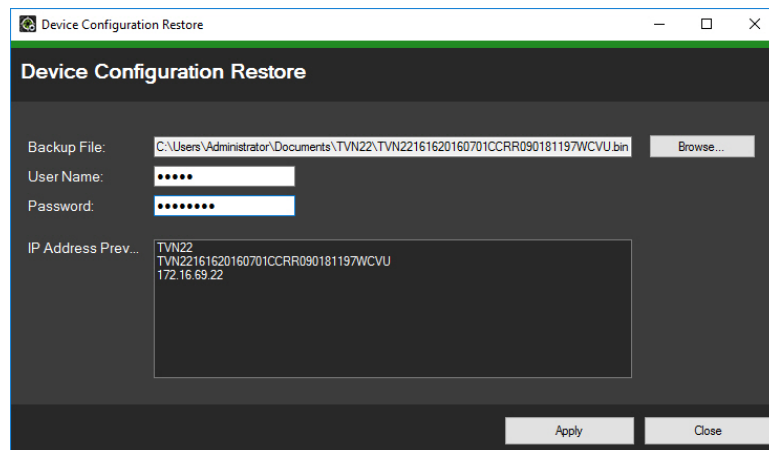 Device Configuration Restore
Device Configuration Restore
Backup File: C:\Users\Administrator\Documents\TVN22\TVN22161620160701CCRR090181197WCVU.bin Browse...
User Name: •••••
Password: ••••••••
IP Address Prev... TVN22
TVN22161620160701CCRR090181197WCVU
172.16.69.22
Apply Close